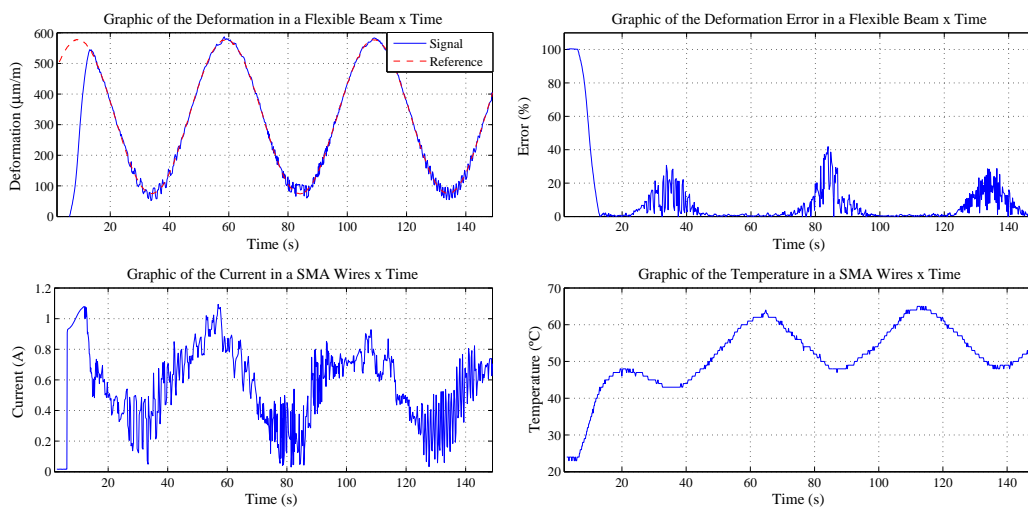 Graphic of the Deformation in a Flexible Beam x Time
600
500
400
300
200
100
0
Deformation (μm/m)
Signal
Reference
20 40 60 80 100 120 140
Time (s)
Graphic of the Deformation Error in a Flexible Beam x Time
100
80
60
40
20
0
Error (%)
20 40 60 80 100 120 140
Time (s)
Graphic of the Current in a SMA Wires x Time
1.2
1
0.8
0.6
0.4
0.2
0
Current (A)
20 40 60 80 100 120 140
Time (s)
Graphic of the Temperature in a SMA Wires x Time
70
60
50
40
30
20
Temperature (°C)
20 40 60 80 100 120 140
Time (s)